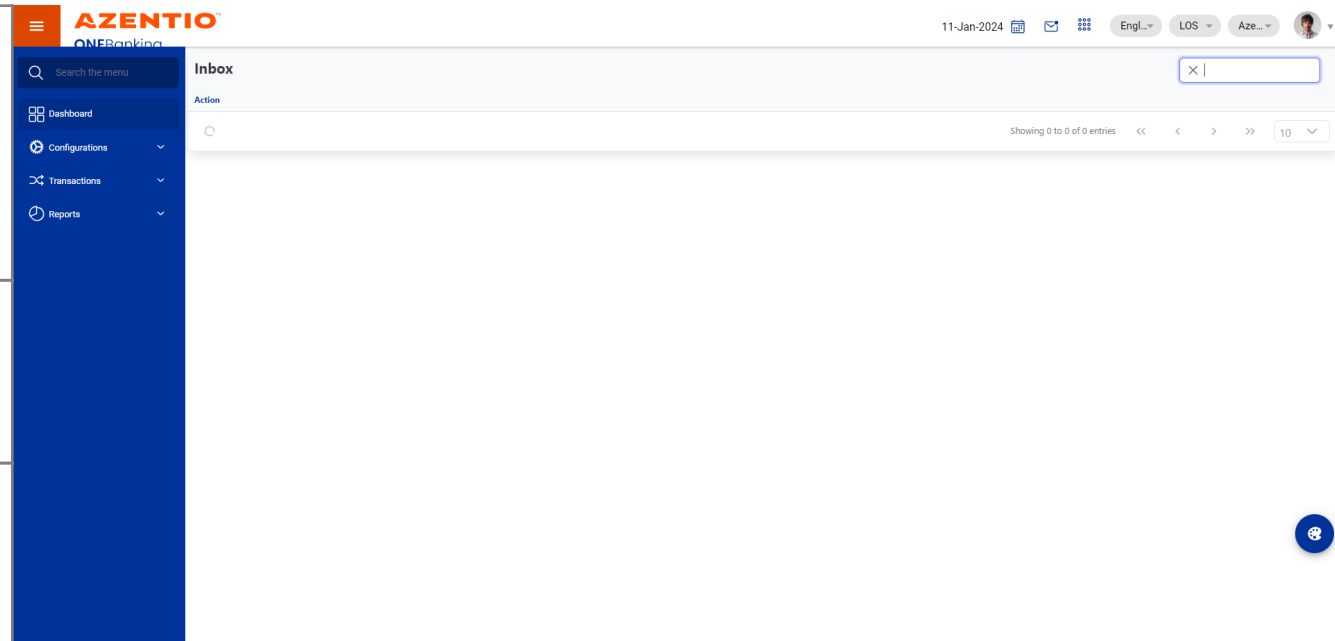 AZENTIO™
ONEBanking
11-Jan-2024
Engl...
LOS
Aze...
Search the menu
Inbox
Action
Dashboard
Showing 0 to 0 of 0 entries
10
Configurations
Transactions
Reports